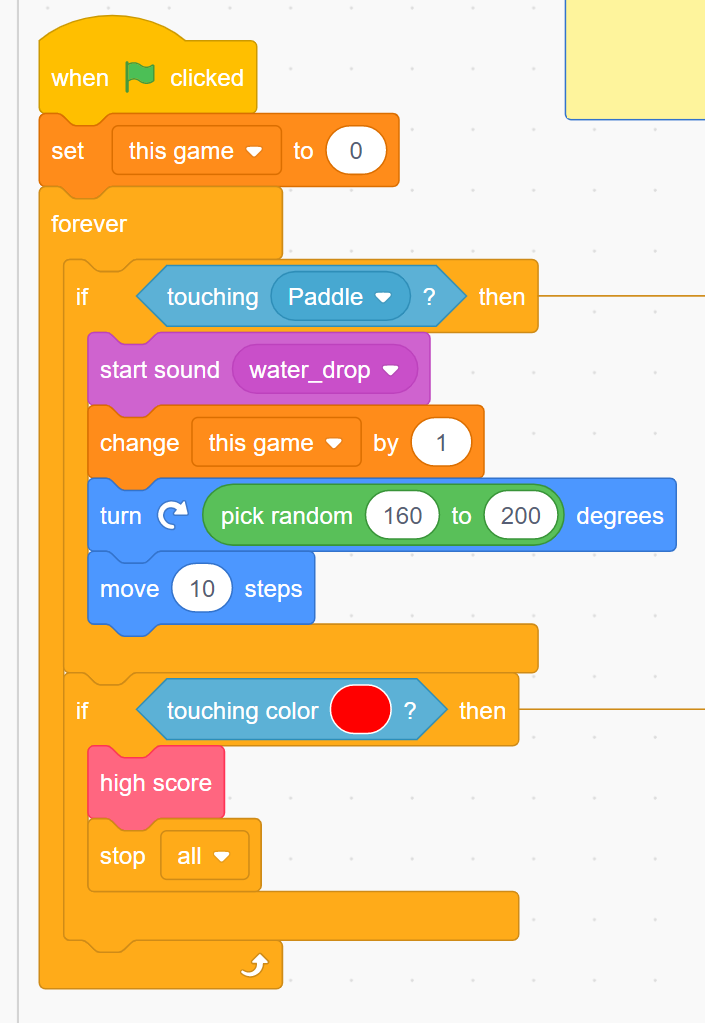 when clicked
set this game to 0
forever
if touching Paddle ? then
start sound water_drop
change this game by 1
turn pick random 160 to 200 degrees
move 10 steps
if touching color ? then
high score
stop all